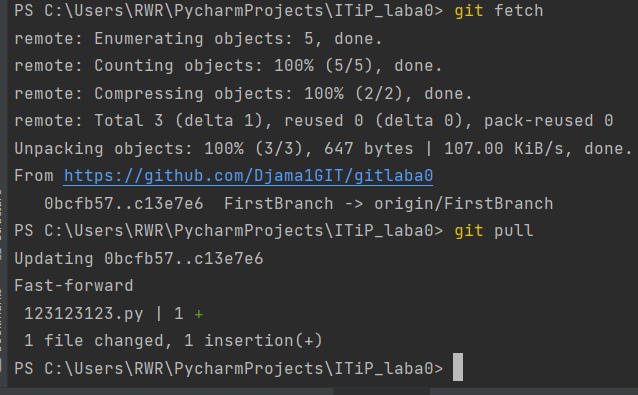 PS C:\Users\RWR\PycharmProjects\ITiP_laba0> git fetch
remote: Enumerating objects: 5, done.
remote: Counting objects: 100% (5/5), done.
remote: Compressing objects: 100% (2/2), done.
remote: Total 3 (delta 1), reused 0 (delta 0), pack-reused 0
Unpacking objects: 100% (3/3), 647 bytes | 107.00 KiB/s, done.
From https://github.com/Djama1GIT/gitlaba0
   0bcfb57..c13e7e6  FirstBranch -> origin/FirstBranch
PS C:\Users\RWR\PycharmProjects\ITiP_laba0> git pull
Updating 0bcfb57..c13e7e6
Fast-forward
 123123123.py | 1 +
 1 file changed, 1 insertion(+)
PS C:\Users\RWR\PycharmProjects\ITiP_laba0>